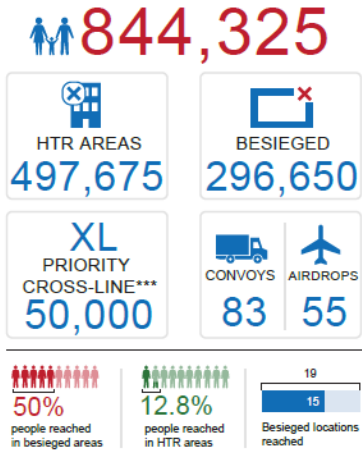 844,325
HTR AREAS
497,675
BESIEGED
296,650
XL
PRIORITY
CROSS-LINE***
50,000
CONVOYS
83
AIRDROPS
55
50%
people reached
in besieged areas
12.8%
people reached
in HTR areas
19
15
Besieged locations
reached